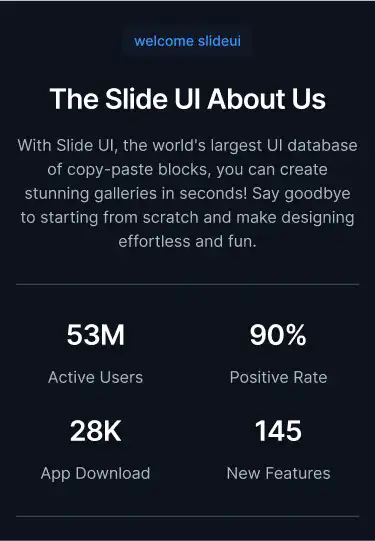 welcome slideui
The Slide UI About Us
With Slide UI, the world's largest UI database
of copy-paste blocks, you can create
stunning galleries in seconds! Say goodbye
to starting from scratch and make designing
effortless and fun.
53M
90%
Active Users
Positive Rate
28K
145
App Download
New Features